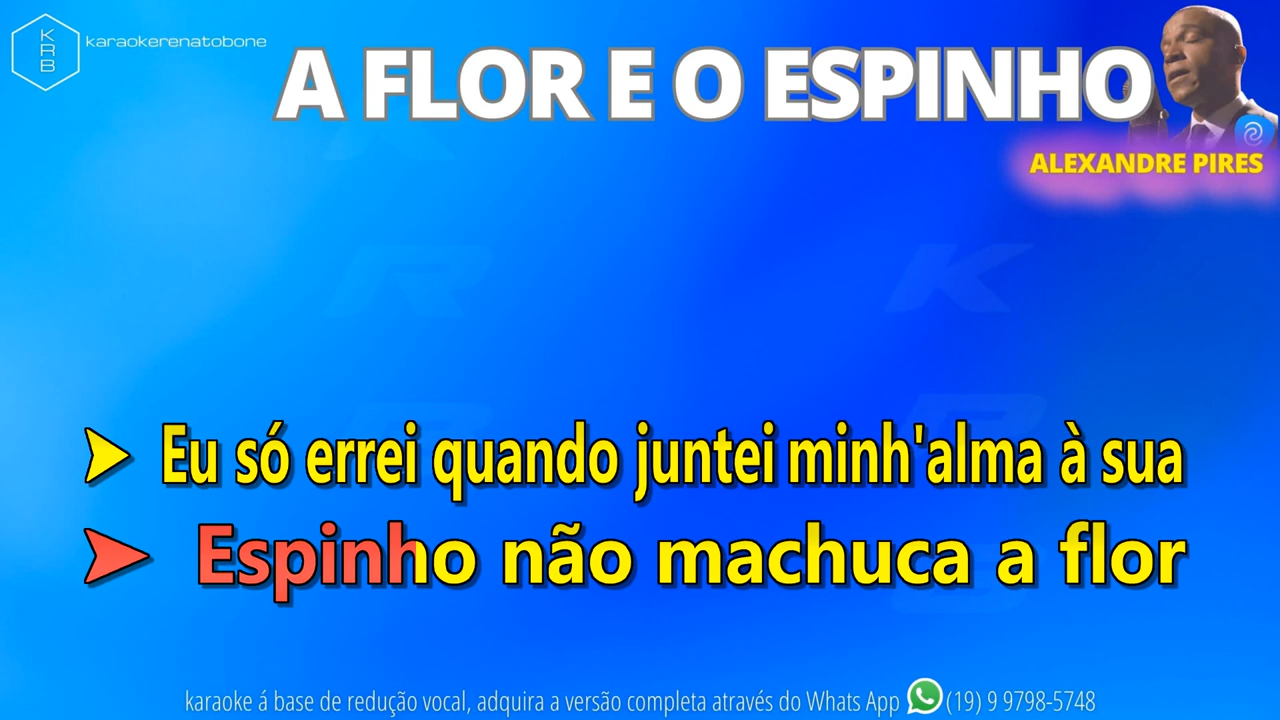 KRB
karaokerenatobone
A FLOR E O ESPINHO
ALEXANDRE PIRES
Eu só errei quando juntei minh'alma à sua
Espinho não machuca a flor
karaoke á base de redução vocal, adquira a versão completa através do Whats App (19) 9 9798-5748